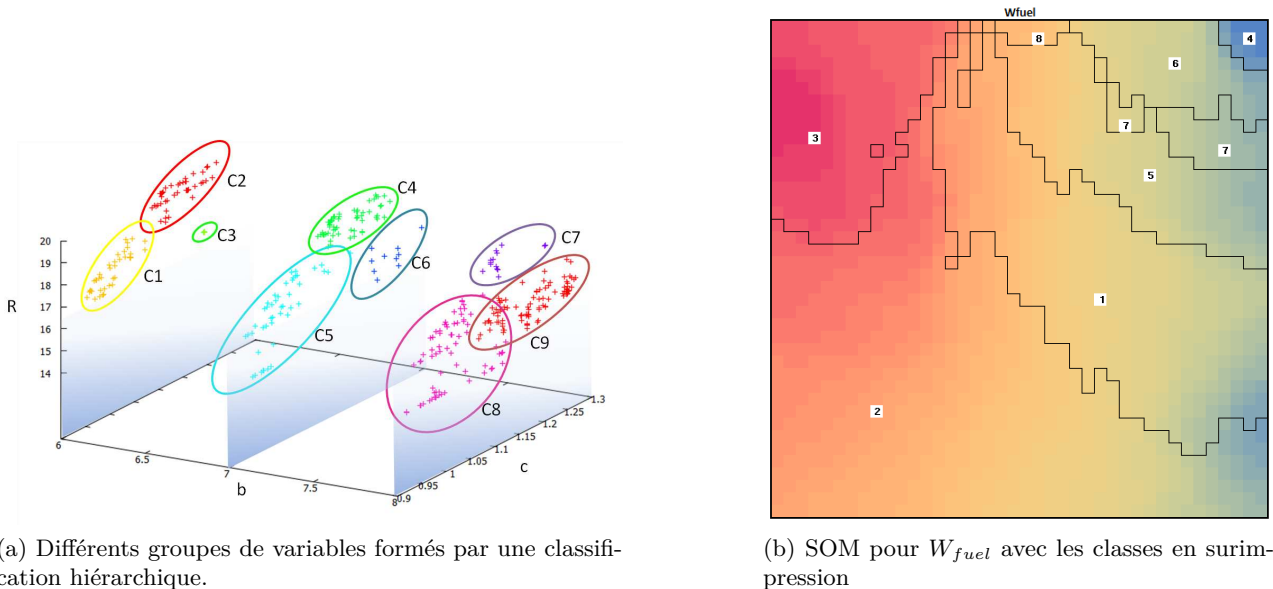 Wfuel
8
4
6
3
7
7
5
1
2
C2
C4
C3
C7
C1
C6
C5
C9
C8
R
20
19
18
17
16
15
14
6
6.5
7
7.5
8
b
0.9
0.95
1
1.05
1.1
1.15
1.2
1.25
1.3
c
(a) Différents groupes de variables formés par une classifi-
cation hiérarchique.
(b) SOM pour Wfuel avec les classes en surim-
pression